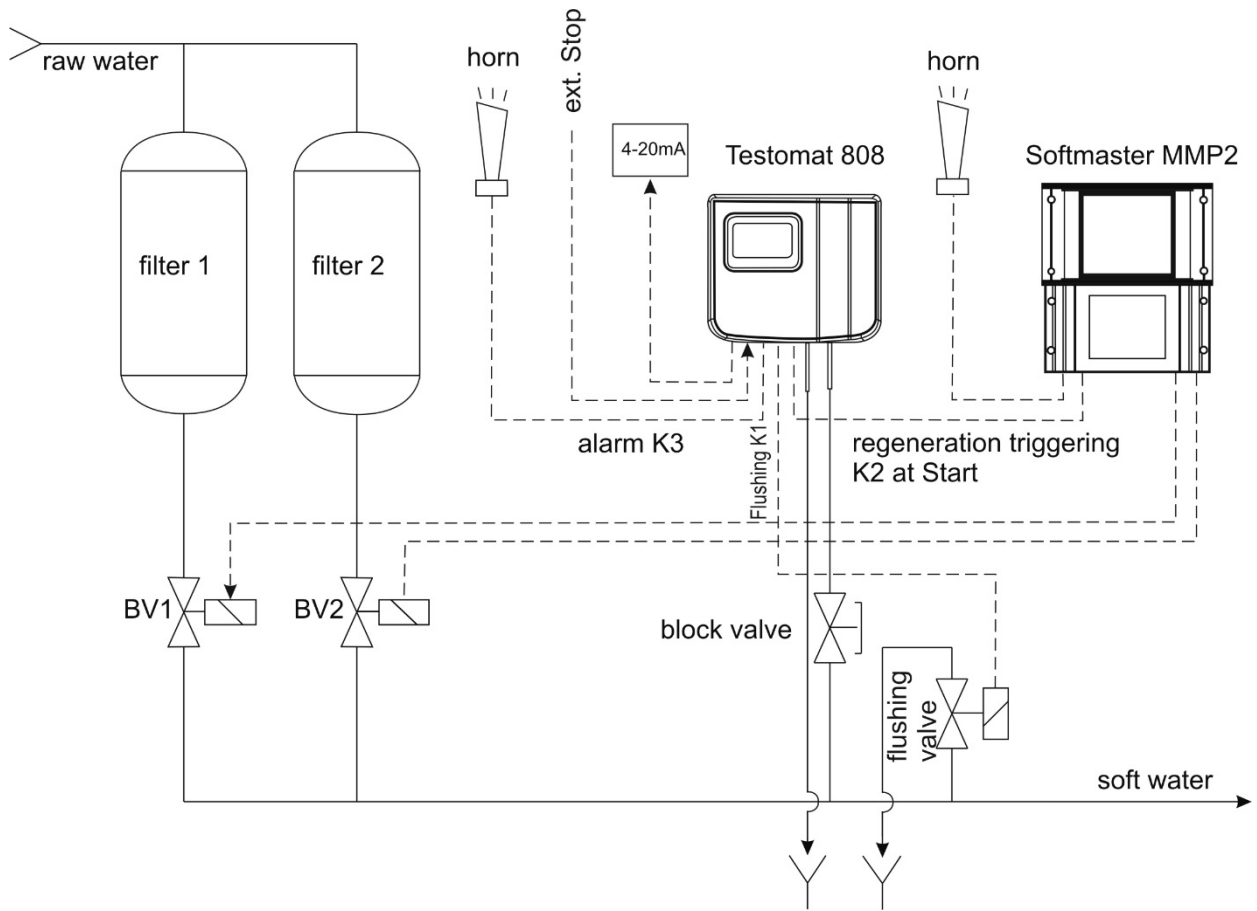 raw water
horn
ext. Stop
4-20mA
Testomat 808
horn
Softmaster MMP2
filter 1
filter 2
alarm K3
Flushing K1
regeneration triggering
K2 at Start
BV1
BV2
block valve
flushing
valve
soft water